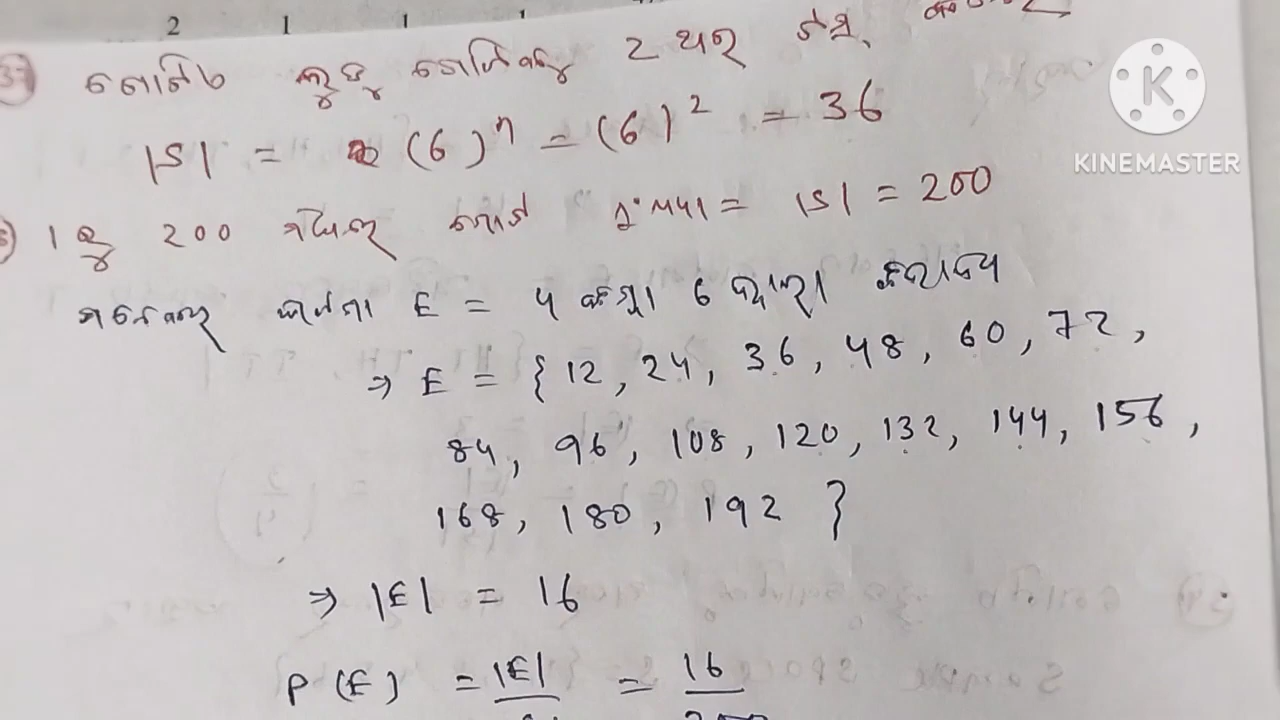 2 1 1 1
ଗୋଟିଏ ଲୁଡୁ ଗୋଟିକୁ 2 ଥର
KINEMASTER
|S| = (6)ⁿ = (6)² = 36
1 ରୁ 200 ମଧ୍ୟରେ ମୋଟ ସଂଖ୍ୟା = |S| = 200
ଘଟଣା E = 4 କିମ୍ବା 6 ଦ୍ୱାରା ବିଭାଜ୍ୟ
⇒ E = { 12, 24, 36, 48, 60, 72,
84, 96, 108, 120, 132, 144, 156,
168, 180, 192 }
⇒ |E| = 16
P (E) = |E| = 16
200